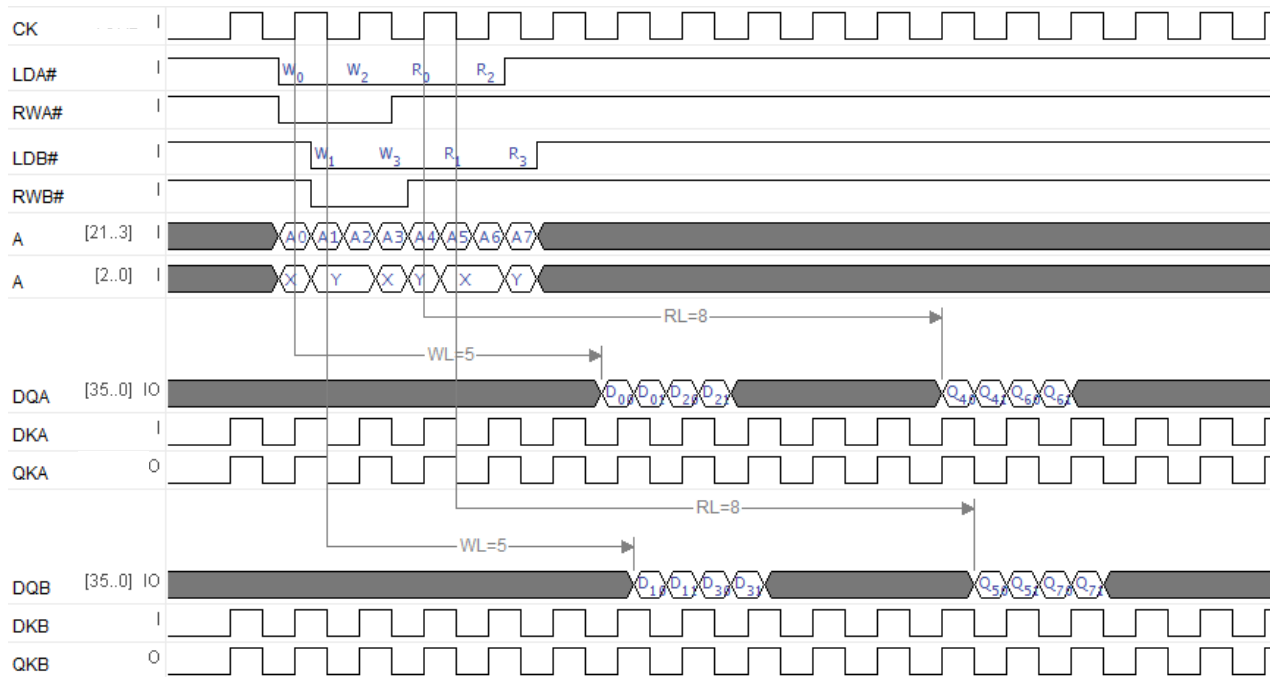 CK I
LDA# I W0 W2 R0 R2
RWA# I
LDB# I W1 W3 R1 R3
RWB# I
A [21..3] I A0 A1 A2 A3 A4 A5 A6 A7
A [2..0] I X Y X Y X Y
RL=8
WL=5
DQA [35..0] IO D00 D01 D20 D21 Q40 Q41 Q60 Q61
DKA I
QKA O
RL=8
WL=5
DQB [35..0] IO D10 D11 D30 D31 Q50 Q51 Q70 Q71
DKB I
QKB O